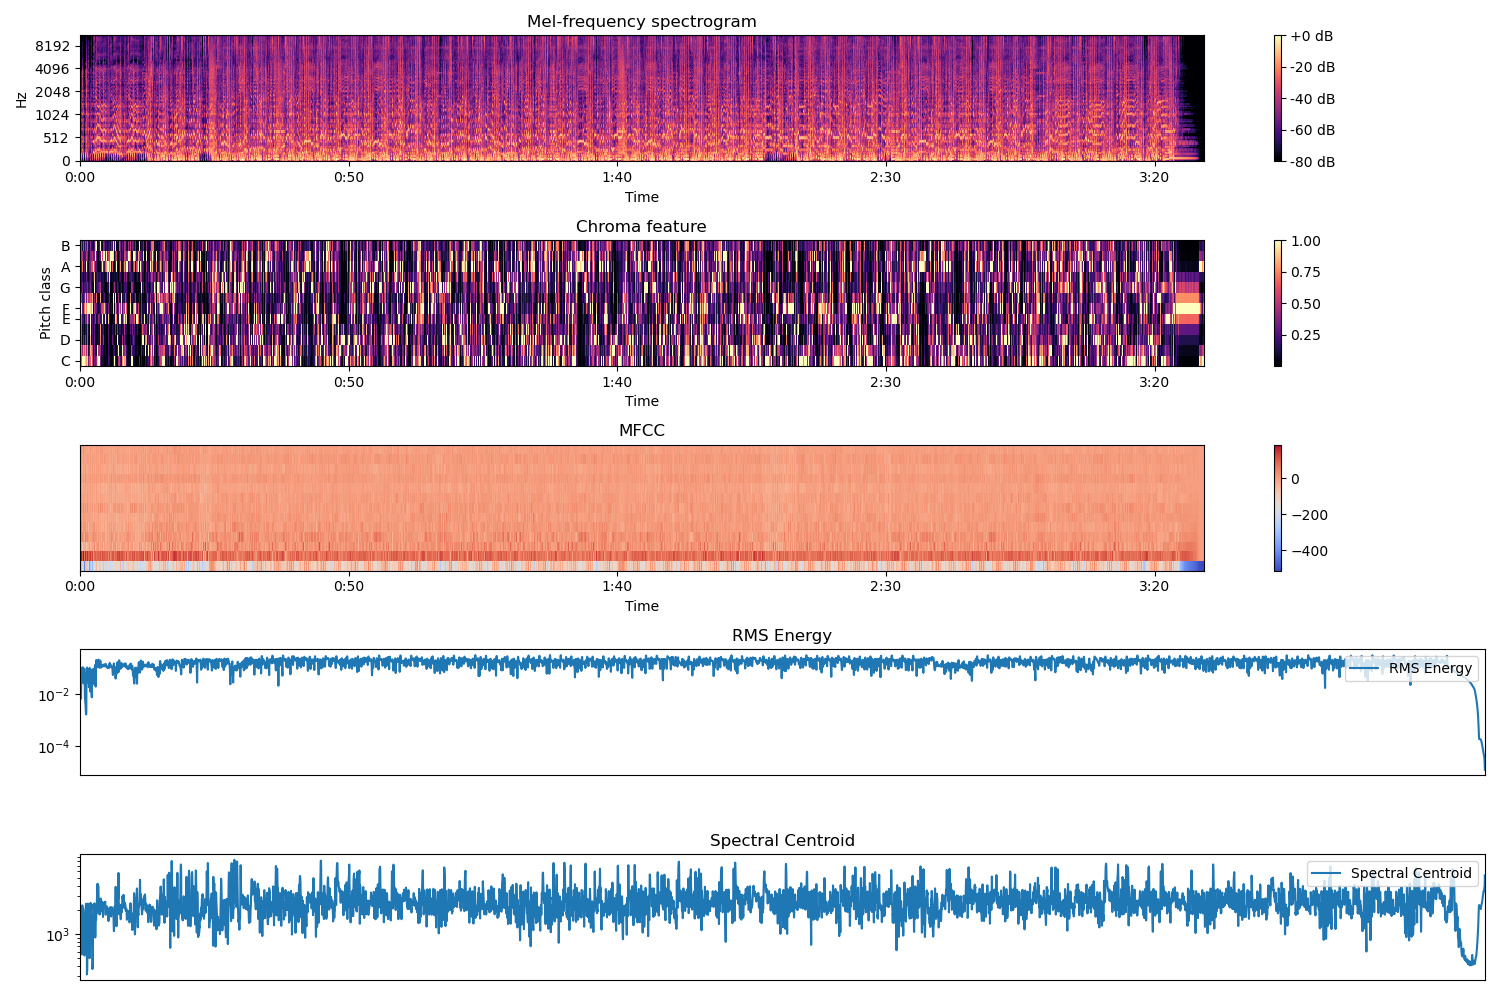 Mel-frequency spectrogram
8192
4096
2048
1024
512
0
Hz
0:00 0:50 1:40 2:30 3:20
Time
+0 dB
-20 dB
-40 dB
-60 dB
-80 dB
Chroma feature
B
A
G
E
E
D
C
Pitch class
0:00 0:50 1:40 2:30 3:20
Time
1.00
0.75
0.50
0.25
MFCC
0:00 0:50 1:40 2:30 3:20
Time
0
−200
−400
RMS Energy
10⁻²
10⁻⁴
RMS Energy
Spectral Centroid
10³
Spectral Centroid